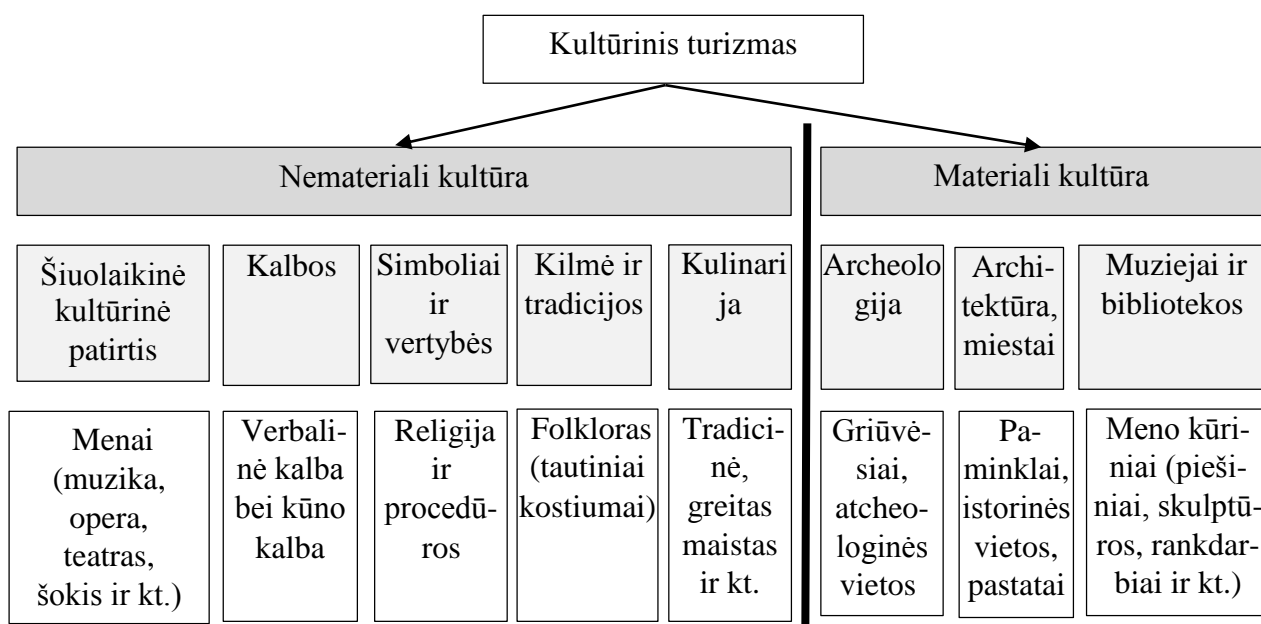 Kultūrinis turizmas
Nemateriali kultūra
Materiali kultūra
Šiuolaikinė
kultūrinė
patirtis
Kalbos
Simboliai
ir
vertybės
Kilmė ir
tradicijos
Kulinari
ja
Archeolo
gija
Archi-
tektūra,
miestai
Muziejai ir
bibliotekos
Menai
(muzika,
opera,
teatras,
šokis ir kt.)
Verbali-
nė kalba
bei kūno
kalba
Religija
ir
procedū-
ros
Folkloras
(tautiniai
kostiumai)
Tradici-
nė,
greitas
maistas
ir kt.
Griūvė-
siai,
atcheo-
loginės
vietos
Pa-
minklai,
istorinės
vietos,
pastatai
Meno kūri-
niai (pieši-
niai, skulptū-
ros, rankdar-
biai ir kt.)